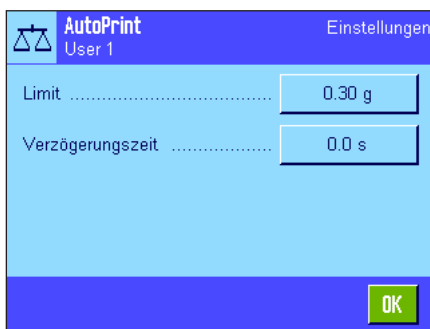 AutoPrint
Einstellungen
User 1
Limit .................................... 0.30 g
Verzögerungszeit .................. 0.0 s
OK